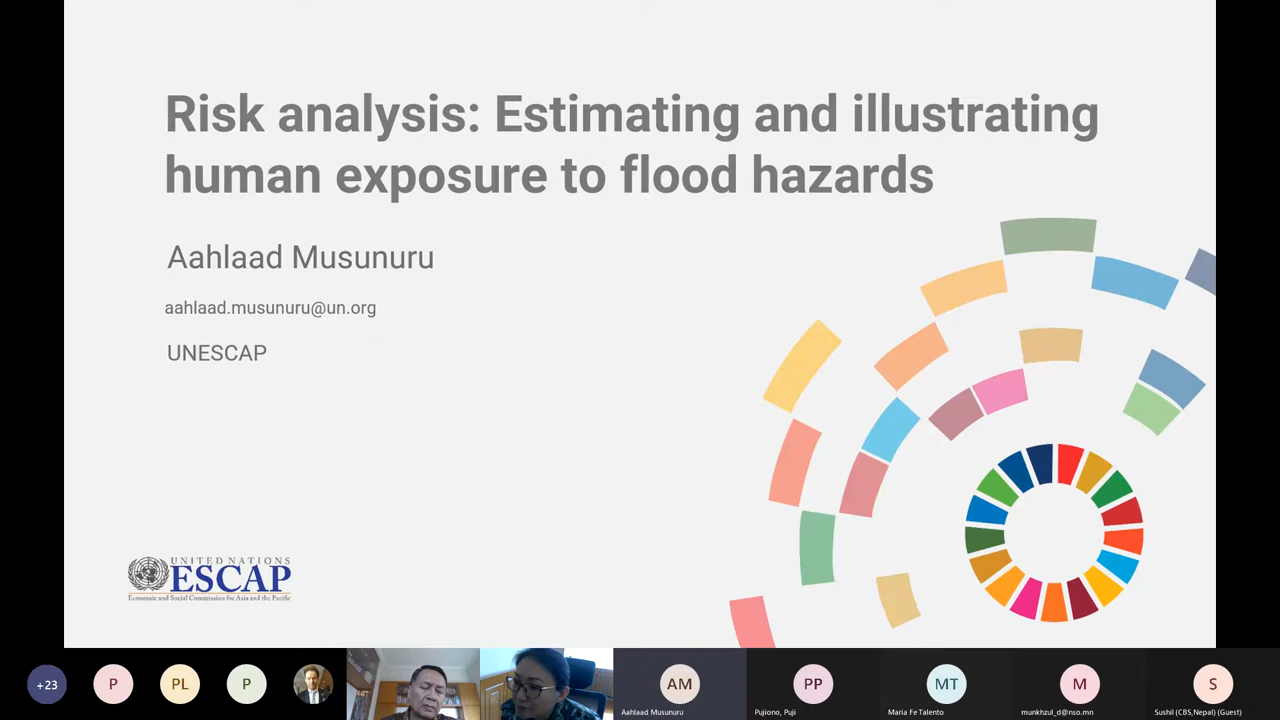 Risk analysis: Estimating and illustrating
human exposure to flood hazards
Aahlaad Musunuru
aahlaad.musunuru@un.org
UNESCAP
UNITED NATIONS
ESCAP
Economic and Social Commission for Asia and the Pacific
+23
P
PL
P
AM
PP
MT
M
S
Aahlaad Musunuru
Pujiono, Puji
Maria Fe Talento
munkhzul_d@nso.mn
Sushil (CBS,Nepal) (Guest)